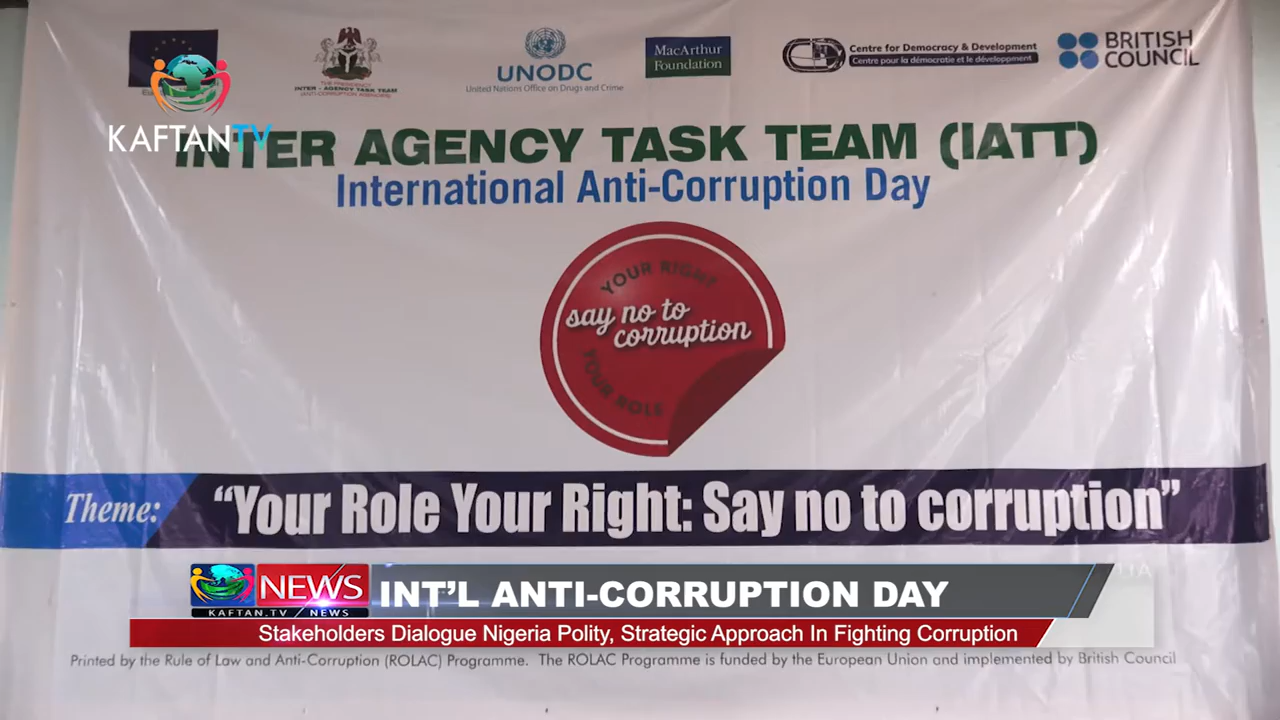 THE PRESIDENCY
INTER - AGENCY TASK TEAM
(ANTI-CORRUPTION AGENCIES)
UNODC
United Nations Office on Drugs and Crime
MacArthur
Foundation
Centre for Democracy & Development
Centre pour la démocratie et le développement
BRITISH
COUNCIL
KAFTANTV
INTER AGENCY TASK TEAM (IATT)
International Anti-Corruption Day
YOUR RIGHT
say no to
corruption
YOUR ROLE
Theme: “Your Role Your Right: Say no to corruption”
NEWS
KAFTAN.TV NEWS
INT’L ANTI-CORRUPTION DAY
Stakeholders Dialogue Nigeria Polity, Strategic Approach In Fighting Corruption
Printed by the Rule of Law and Anti-Corruption (ROLAC) Programme. The ROLAC Programme is funded by the European Union and implemented by British Council